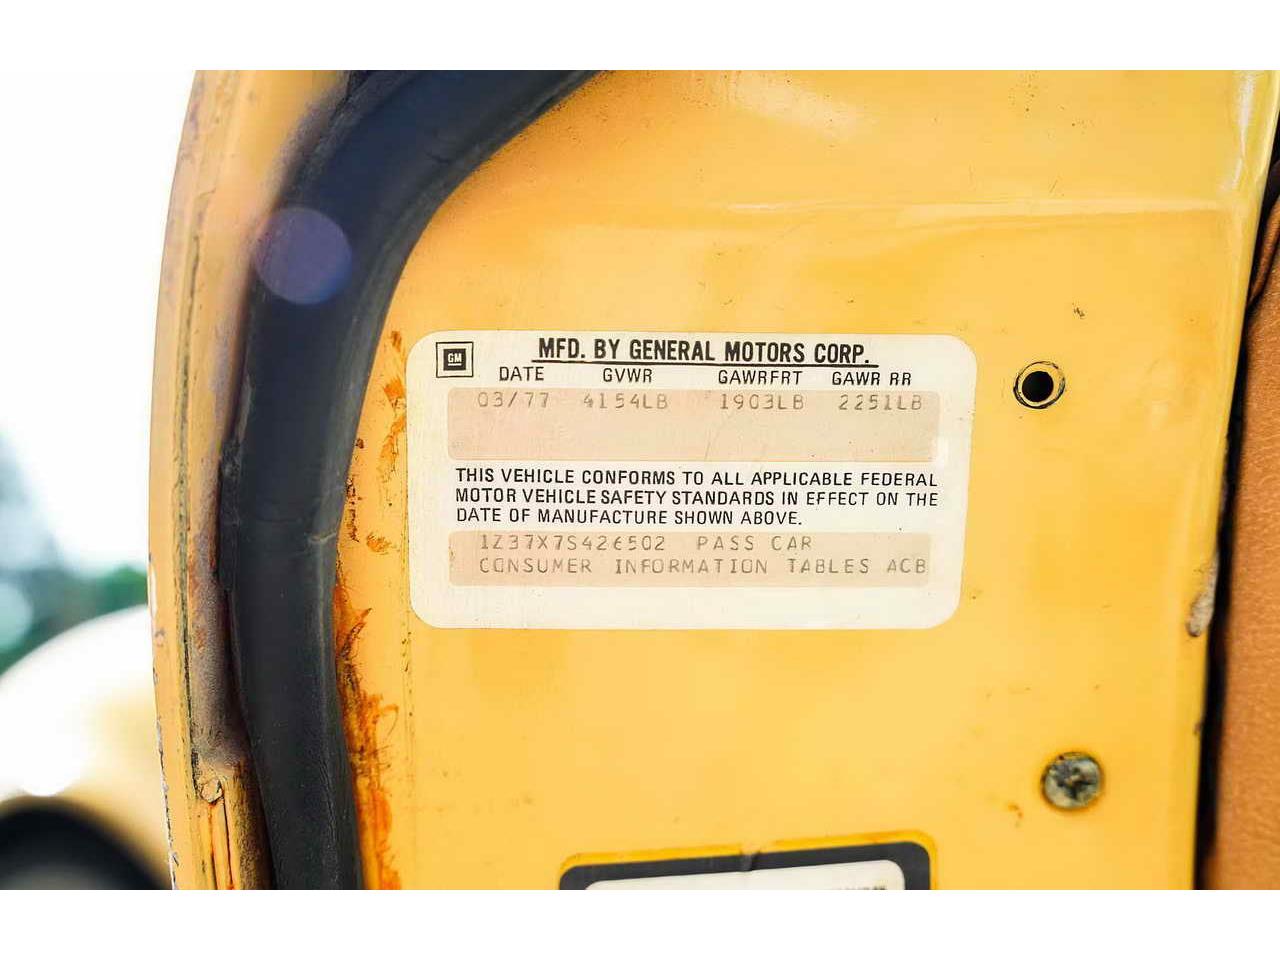 GM
MFD. BY GENERAL MOTORS CORP.
DATE GVWR GAWRFRT GAWR RR
03/77 4154LB 1903LB 2251LB
THIS VEHICLE CONFORMS TO ALL APPLICABLE FEDERAL
MOTOR VEHICLE SAFETY STANDARDS IN EFFECT ON THE
DATE OF MANUFACTURE SHOWN ABOVE.
1Z37X7S426502 PASS CAR
CONSUMER INFORMATION TABLES ACB